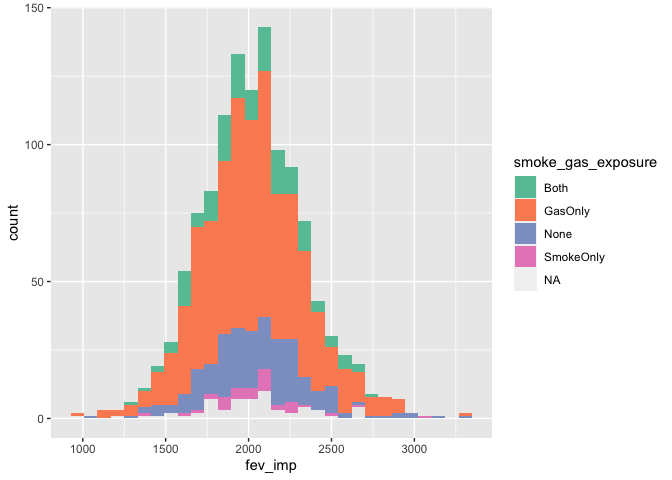 150
100
50
0
count
1000
1500
2000
2500
3000
fev_imp
smoke_gas_exposure
Both
GasOnly
None
SmokeOnly
NA